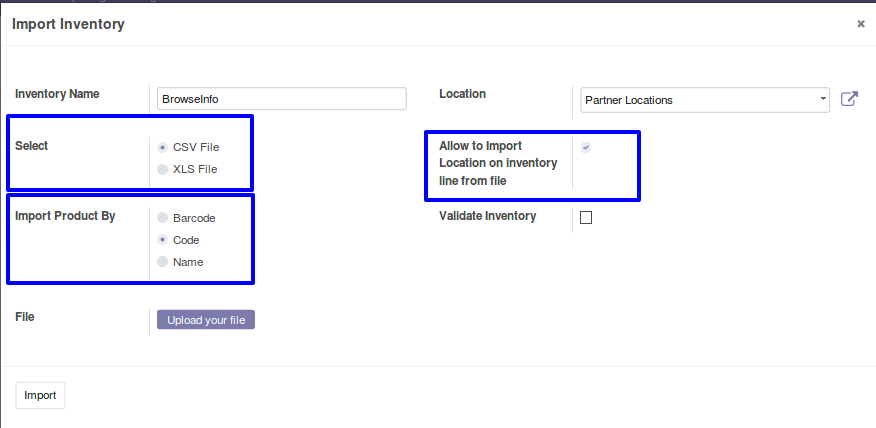 Import Inventory
×
Inventory Name
BrowseInfo
Location
Partner Locations
Select
CSV File
XLS File
Allow to Import
Location on inventory
line from file
Import Product By
Barcode
Code
Name
Validate Inventory
File
Upload your file
Import